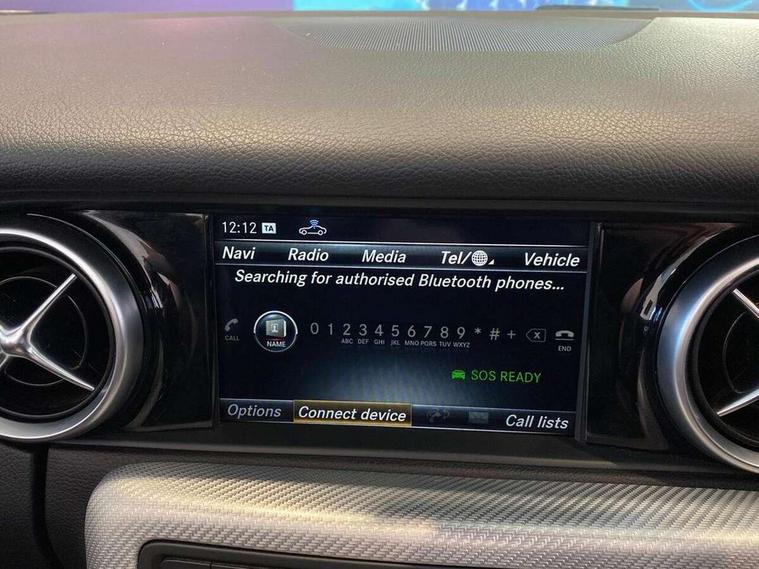 12:12 TA
Navi Radio Media Tel/ Vehicle
Searching for authorised Bluetooth phones...
CALL NAME 0 1 2 3 4 5 6 7 8 9 * # + X END
ABC DEF GHI JKL MNO PQRS TUV WXYZ
SOS READY
Options Connect device Call lists